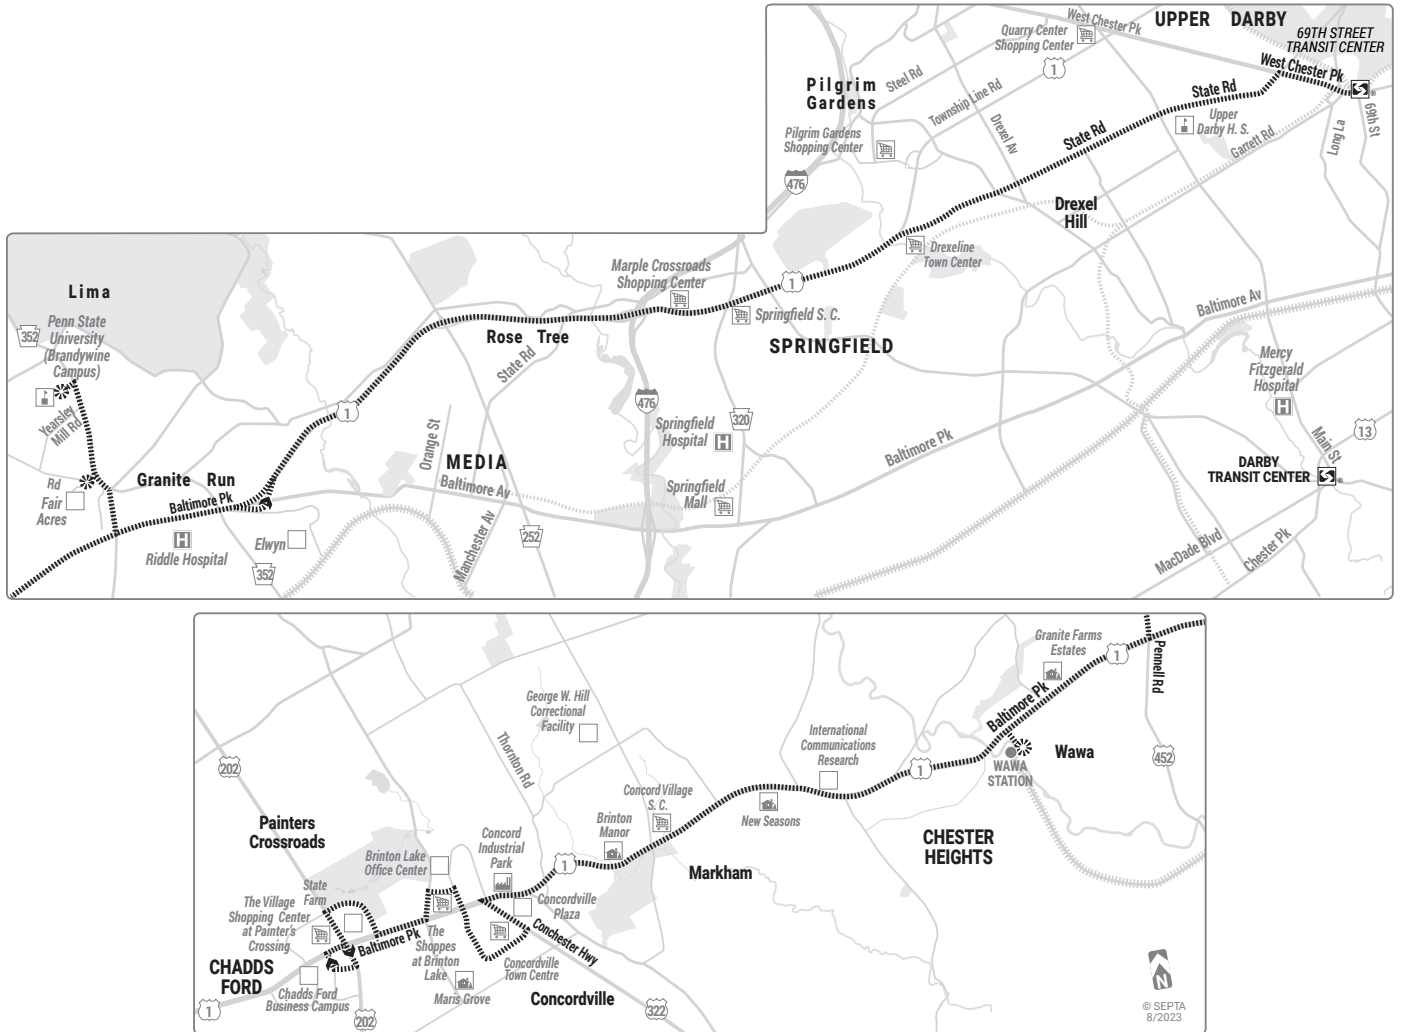 West Chester Pk
UPPER DARBY
Quarry Center
Shopping Center
69TH STREET
TRANSIT CENTER
1
West Chester Pk
Steel Rd
Pilgrim
Gardens
Township Line Rd
State Rd
69th St
Upper
Darby H. S.
Drexel Av
Long La
Pilgrim Gardens
Shopping Center
State Rd
Garrett Rd
476
Drexel
Hill
Drexeline
Town Center
Marple Crossroads
Shopping Center
1
Lima
Baltimore Av
Springfield S. C.
352
Penn State
University
(Brandywine
Campus)
Rose Tree
SPRINGFIELD
State Rd
Mercy
Fitzgerald
Hospital
476
1
320
Yearsley
Mill Rd
Springfield
Hospital
H
H
Orange St
Baltimore Pk
13
Main St
MEDIA
DARBY
TRANSIT CENTER
Granite Run
Rd
Fair
Acres
Baltimore Pk
Baltimore Av
Springfield
Mall
H
Riddle Hospital
Elwyn
352
Manchester Av
252
MacDade Blvd
Chester Pk
Granite Farms
Estates
1
Pennell Rd
George W. Hill
Correctional
Facility
Baltimore Pk
International
Communications
Research
Thornton Rd
Wawa
WAWA
STATION
452
202
1
Concord Village
S. C.
Painters
Crossroads
Brinton
Manor
New Seasons
Concord
Industrial
Park
CHESTER
HEIGHTS
Brinton Lake
Office Center
1
Markham
State
Farm
The Village
Shopping Center
at Painter's
Crossing
Concordville
Plaza
Baltimore Pk
The
Shoppes
at Brinton
Lake
Conchester Hwy
CHADDS
FORD
Concordville
Town Centre
Chadds Ford
Business Campus
Maris Grove
Concordville
1
202
322
N
© SEPTA
8/2023